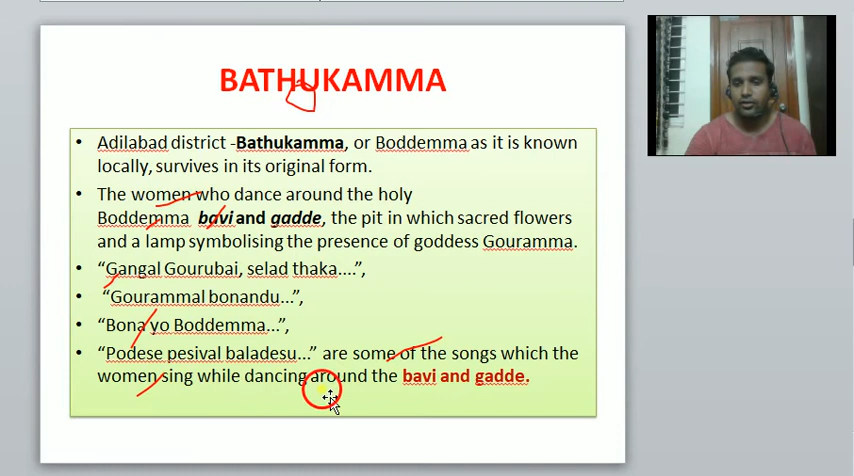 BATHUKAMMA
• Adilabad district -Bathukamma, or Boddemma as it is known
locally, survives in its original form.
• The women who dance around the holy
Boddemma bavi and gadde, the pit in which sacred flowers
and a lamp symbolising the presence of goddess Gouramma.
• “Gangal Gourubai, selad thaka....”,
• “Gourammal bonandu...”,
• “Bona yo Boddemma...”,
• “Podese pesival baladesu...” are some of the songs which the
women sing while dancing around the bavi and gadde.